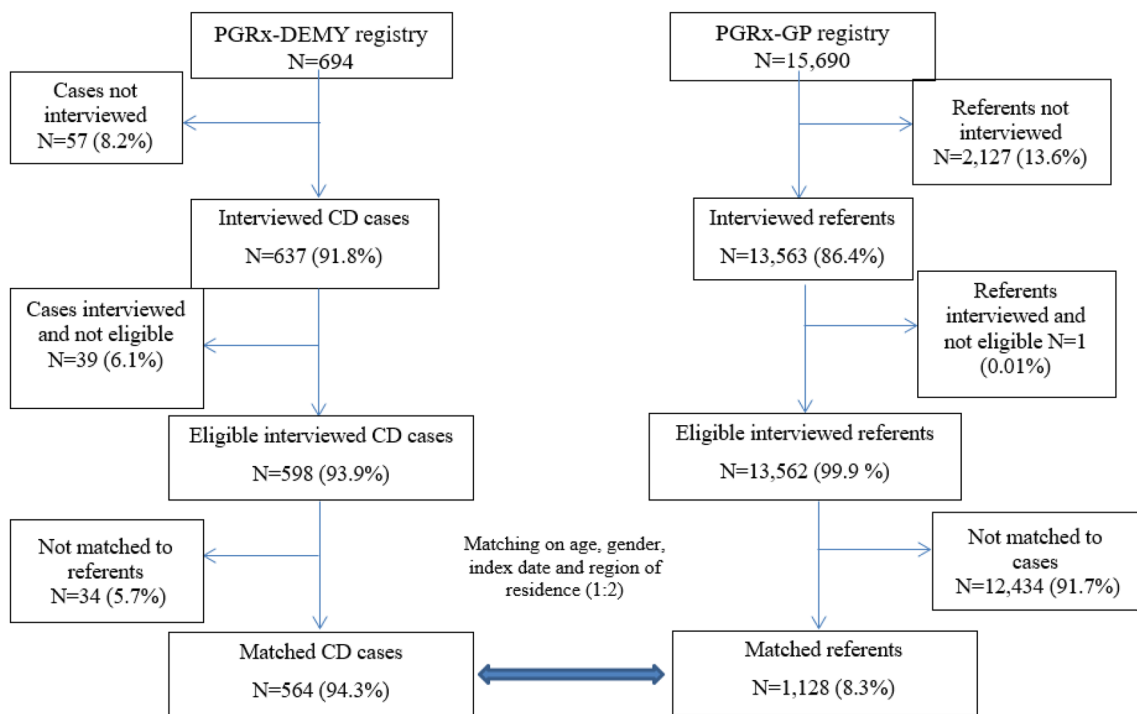 PGRx-DEMY registry
N=694
PGRx-GP registry
N=15,690
Cases not
interviewed
N=57 (8.2%)
Referents not
interviewed
N=2,127 (13.6%)
Interviewed CD cases
N=637 (91.8%)
Interviewed referents
N=13,563 (86.4%)
Cases interviewed
and not eligible
N=39 (6.1%)
Referents
interviewed and
not eligible N=1
(0.01%)
Eligible interviewed CD cases
N=598 (93.9%)
Eligible interviewed referents
N=13,562 (99.9 %)
Not matched to
referents
N=34 (5.7%)
Matching on age, gender,
index date and region of
residence (1:2)
Not matched to
cases
N=12,434 (91.7%)
Matched CD cases
N=564 (94.3%)
Matched referents
N=1,128 (8.3%)